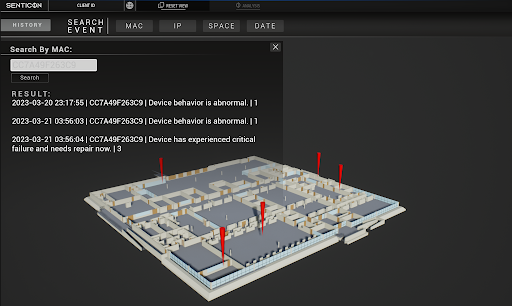 SENTICON
CLIENT ID
RESET VIEW
ANALYSIS
HISTORY
SEARCH
EVENT
MAC
IP
SPACE
DATE
Search By MAC:
CC7A49F263C9
Search
RESULT:
2023-03-20 23:17:55 | CC7A49F263C9 | Device behavior is abnormal. | 1
2023-03-21 03:56:03 | CC7A49F263C9 | Device behavior is abnormal. | 1
2023-03-21 03:56:04 | CC7A49F263C9 | Device has experienced critical
failure and needs repair now. | 3